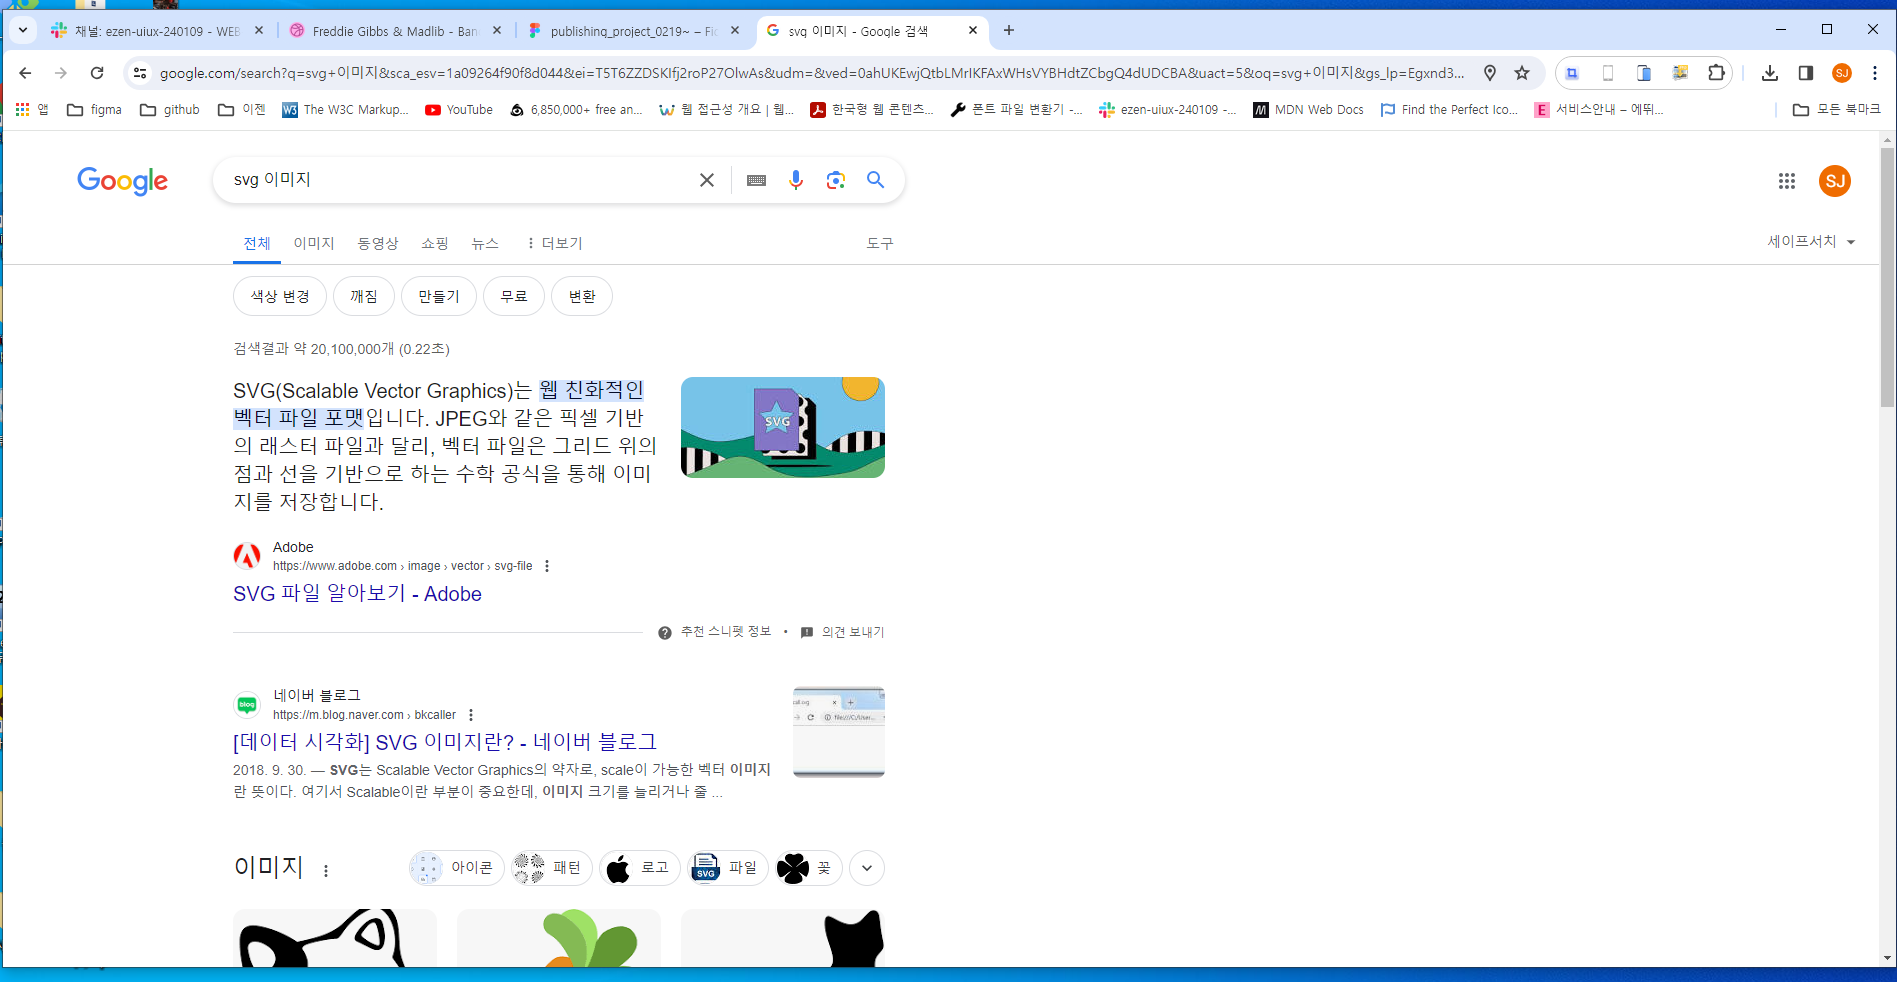 채널: ezen-uiux-240109 - WEB
Freddie Gibbs & Madlib - Ban
publishing_project_0219~ – Fig
svg 이미지 - Google 검색
google.com/search?q=svg+이미지&sca_esv=1a09264f90f8d044&ei=T5T6ZZDSKIfj2roP27OlwAs&udm=&ved=0ahUKEwjQtbLMrIKFAxWHsVYBHdtZCbgQ4dUDCBA&uact=5&oq=svg+이미지&gs_lp=Egxnd3...
SJ
앱
figma
github
이젠
The W3C Markup...
YouTube
6,850,000+ free an...
웹 접근성 개요 | 웹...
한국형 웹 콘텐츠...
폰트 파일 변환기 -...
ezen-uiux-240109 -...
MDN Web Docs
Find the Perfect Ico...
서비스안내 – 에뛰...
모든 북마크
Google
svg 이미지
SJ
전체
이미지
동영상
쇼핑
뉴스
더보기
도구
세이프서치
색상 변경
깨짐
만들기
무료
변환
검색결과 약 20,100,000개 (0.22초)
SVG(Scalable Vector Graphics)는 웹 친화적인
벡터 파일 포맷입니다. JPEG와 같은 픽셀 기반
의 래스터 파일과 달리, 벡터 파일은 그리드 위의
점과 선을 기반으로 하는 수학 공식을 통해 이미
지를 저장합니다.
SVG
Adobe
https://www.adobe.com › image › vector › svg-file
SVG 파일 알아보기 - Adobe
추천 스니펫 정보 • 의견 보내기
blog
네이버 블로그
https://m.blog.naver.com › bkcaller
[데이터 시각화] SVG 이미지란? - 네이버 블로그
2018. 9. 30. — SVG는 Scalable Vector Graphics의 약자로, scale이 가능한 벡터 이미지
란 뜻이다. 여기서 Scalable이란 부분이 중요한데, 이미지 크기를 늘리거나 줄 ...
이미지
아이콘
패턴
로고
SVG
파일
꽃